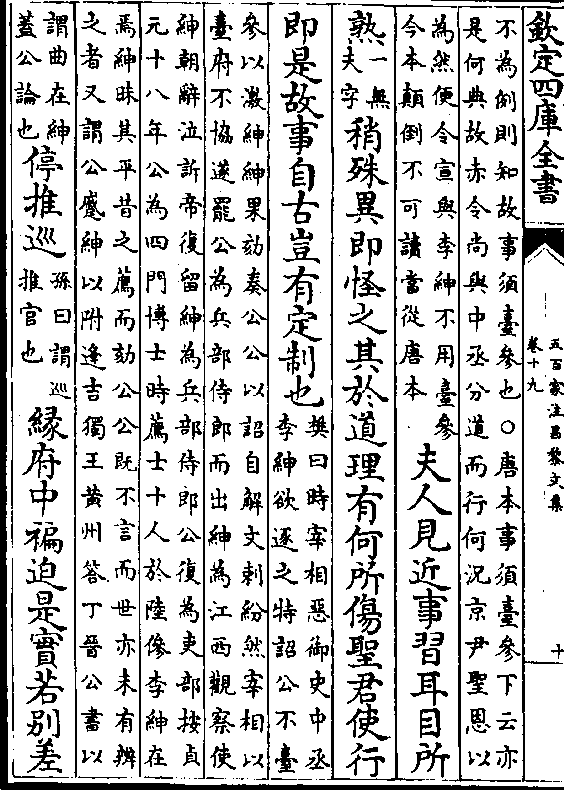 欽定四庫全書
五百家注昌黎文集
卷十九
十
不為例則知故事須臺參也○唐本事須臺參下云亦
是何典故赤令尚與中丞分道而行何況京尹聖恩以
為然便令宣與李紳不用臺參
今本顛倒不可讀當從唐本
夫人見近事習耳目所
熟
一無
夫字
稍殊異即怪之其於道理有何所傷聖君使行
即是故事自古豈有定制也
樊曰時宰相惡御史中丞
李紳欲逐之特詔公不臺
參以激紳紳果劾奏公公以詔自解文刺紛然宰相以
臺府不協遂罷公為兵部侍郎而出紳為江西觀察使
紳朝辭泣訴帝復留紳為兵部侍郎公復為吏部按貞
元十八年公為四門博士時薦士十人於陸傪李紳在
焉紳昧其平昔之薦而劾公公既不言而世亦未有辨
之者又謂公蹙紳以附逢吉獨王黃州答丁晉公書以
謂曲在紳
蓋公論也
停推巡
孫曰謂巡
推官也
緣府中褊迫是實若別差